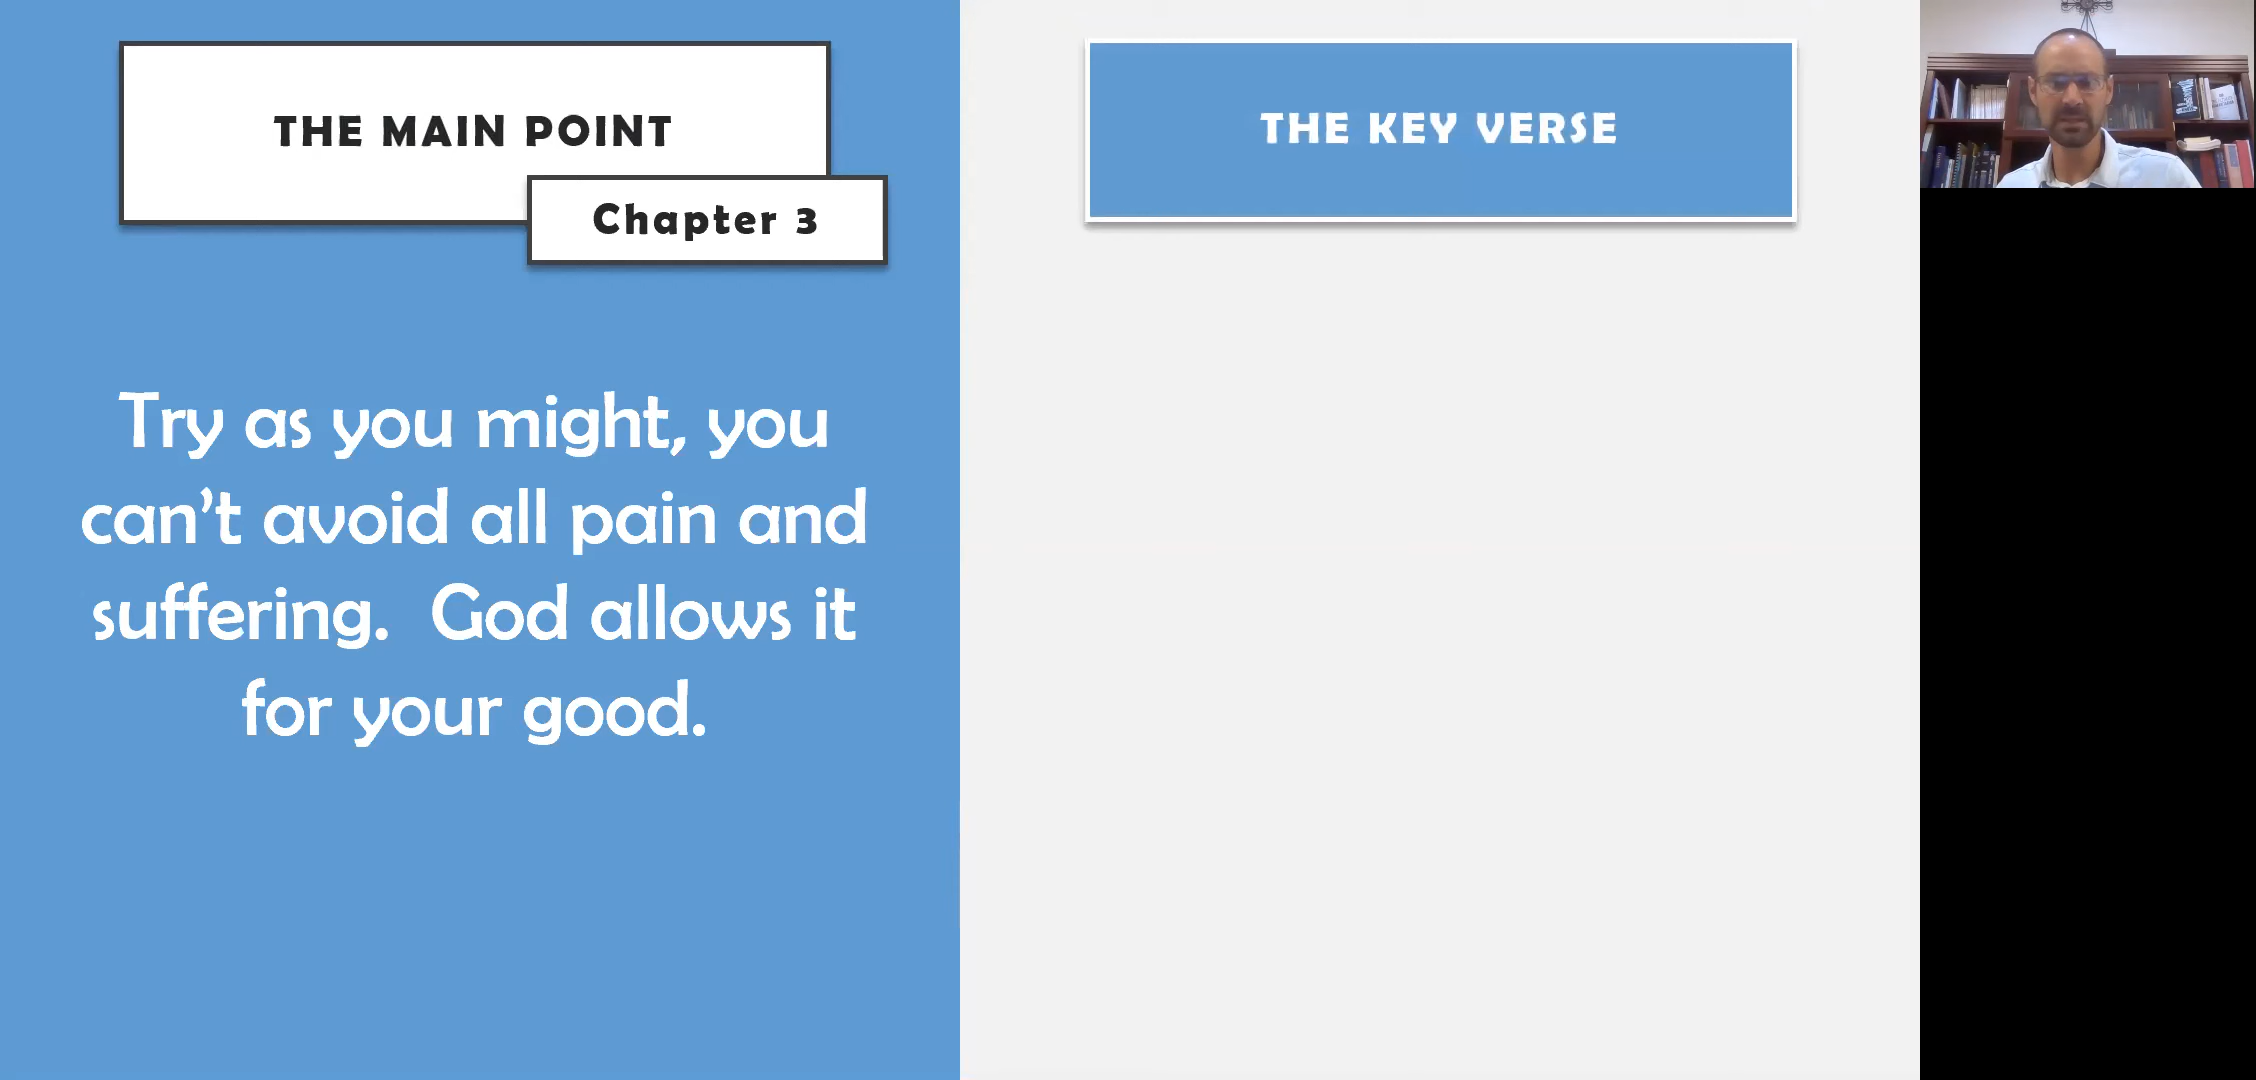 THE MAIN POINT
Chapter 3
Try as you might, you
can’t avoid all pain and
suffering.  God allows it
for your good.
THE KEY VERSE